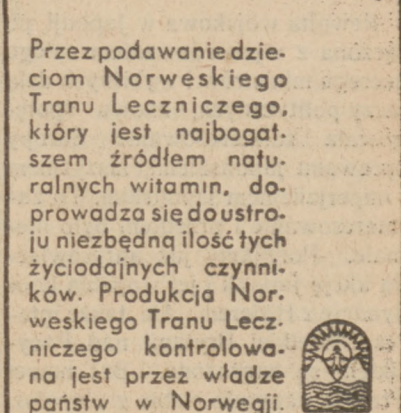 Przez podawanie dzie-
ciom Norweskiego
Tranu Leczniczego,
który jest najbogat-
szem źródłem natu-
ralnych witamin, do-
prowadza się do ustro-
ju niezbędną ilość tych
życiodajnych czynni-
ków. Produkcja Nor-
weskiego Tranu Lecz-
niczego kontrolowa-
na jest przez władze
państw w Norwegji.